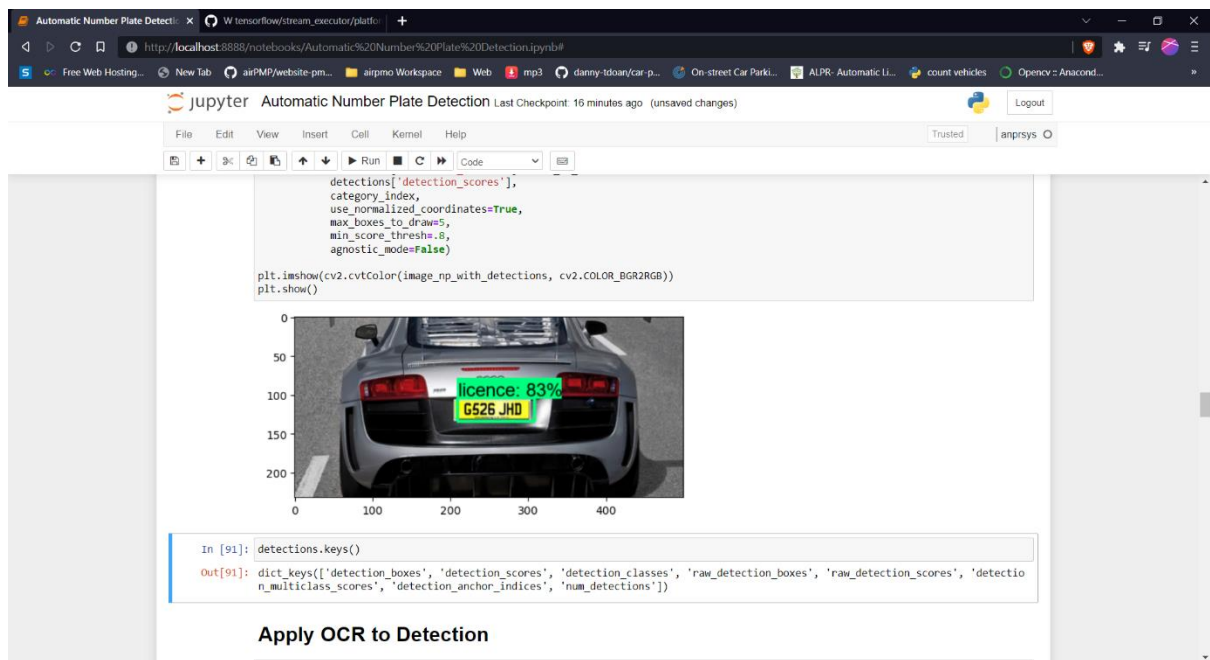 Automatic Number Plate Detectic
W tensorflow/stream_executor/platfor
http://localhost:8888/notebooks/Automatic%20Number%20Plate%20Detection.ipynb#
Free Web Hosting... New Tab airPMP/website-pm... airpmo Workspace Web mp3 danny-tdoan/car-p... On-street Car Parki... ALPR- Automatic Li... count vehicles Opencv :: Anacond...
jupyter Automatic Number Plate Detection Last Checkpoint: 16 minutes ago (unsaved changes) Logout
File Edit View Insert Cell Kernel Help Trusted anprsys
Run Code
detections['detection_scores'],
category_index,
use_normalized_coordinates=True,
max_boxes_to_draw=5,
min_score_thresh=.8,
agnostic_mode=False)
plt.imshow(cv2.cvtColor(image_np_with_detections, cv2.COLOR_BGR2RGB))
plt.show()
0
50
100
150
200
licence: 83%
G526 JHD
0 100 200 300 400
In [91]: detections.keys()
Out[91]: dict_keys(['detection_boxes', 'detection_scores', 'detection_classes', 'raw_detection_boxes', 'raw_detection_scores', 'detectio
n_multiclass_scores', 'detection_anchor_indices', 'num_detections'])
Apply OCR to Detection